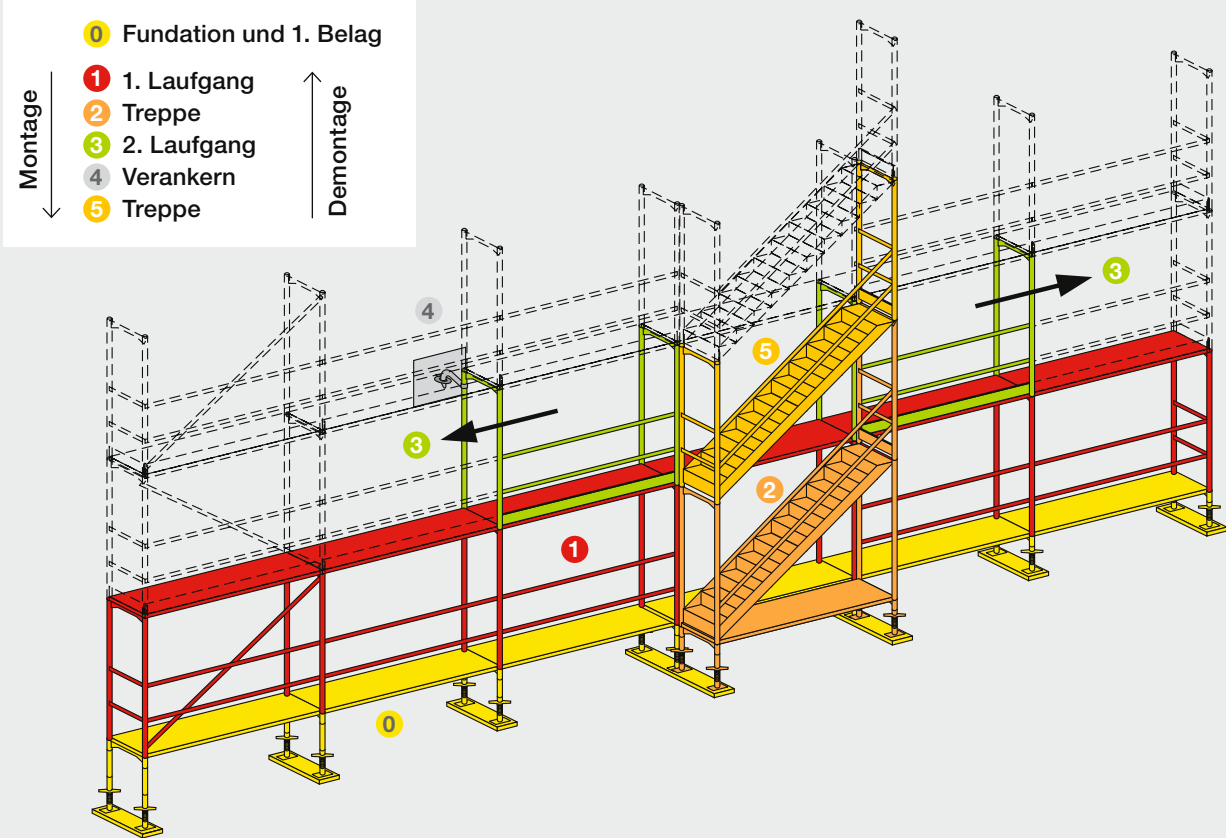 0 Fundation und 1. Belag
Montage
1 1. Laufgang
2 Treppe
3 2. Laufgang
4 Verankern
5 Treppe
Demontage
3
4
5
3
2
1
0